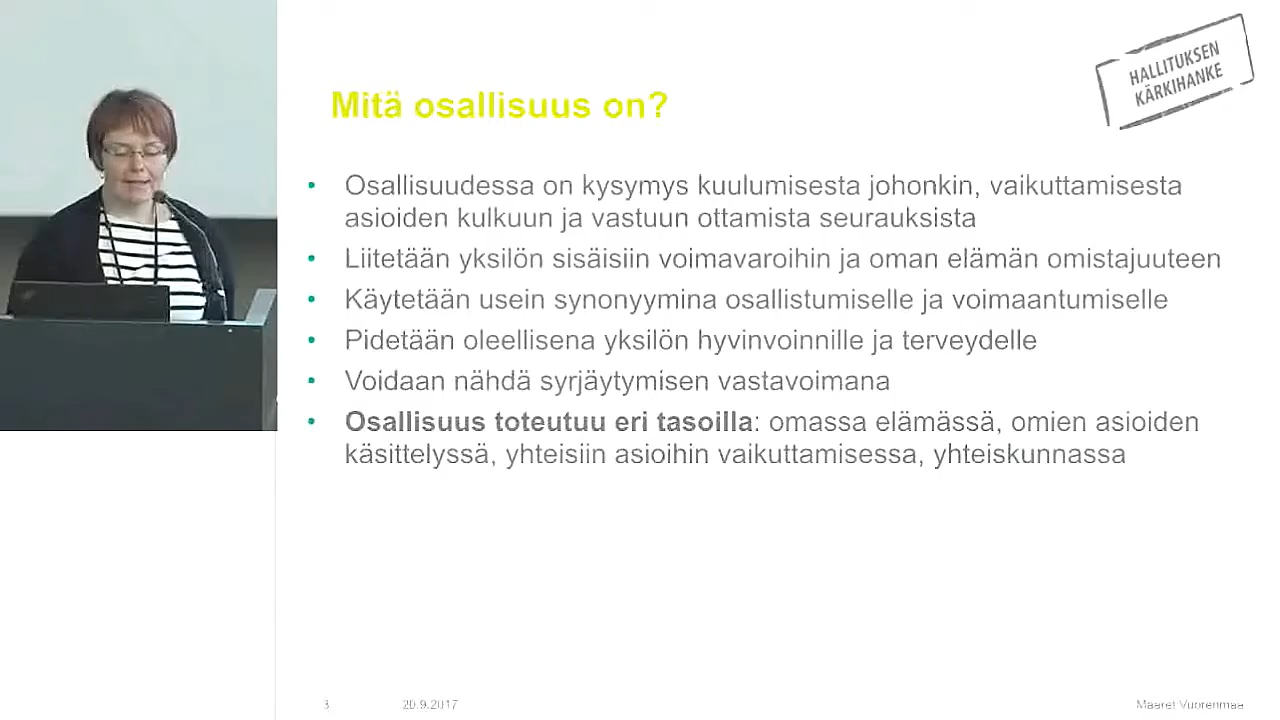 HALLITUKSEN
KÄRKIHANKE
Mitä osallisuus on?
• Osallisuudessa on kysymys kuulumisesta johonkin, vaikuttamisesta
asioiden kulkuun ja vastuun ottamista seurauksista
• Liitetään yksilön sisäisiin voimavaroihin ja oman elämän omistajuuteen
• Käytetään usein synonyymina osallistumiselle ja voimaantumiselle
• Pidetään oleellisena yksilön hyvinvoinnille ja terveydelle
• Voidaan nähdä syrjäytymisen vastavoimana
• Osallisuus toteutuu eri tasoilla: omassa elämässä, omien asioiden
käsittelyssä, yhteisiin asioihin vaikuttamisessa, yhteiskunnassa
3 20.9.2017 Maaret Vuorenmaa